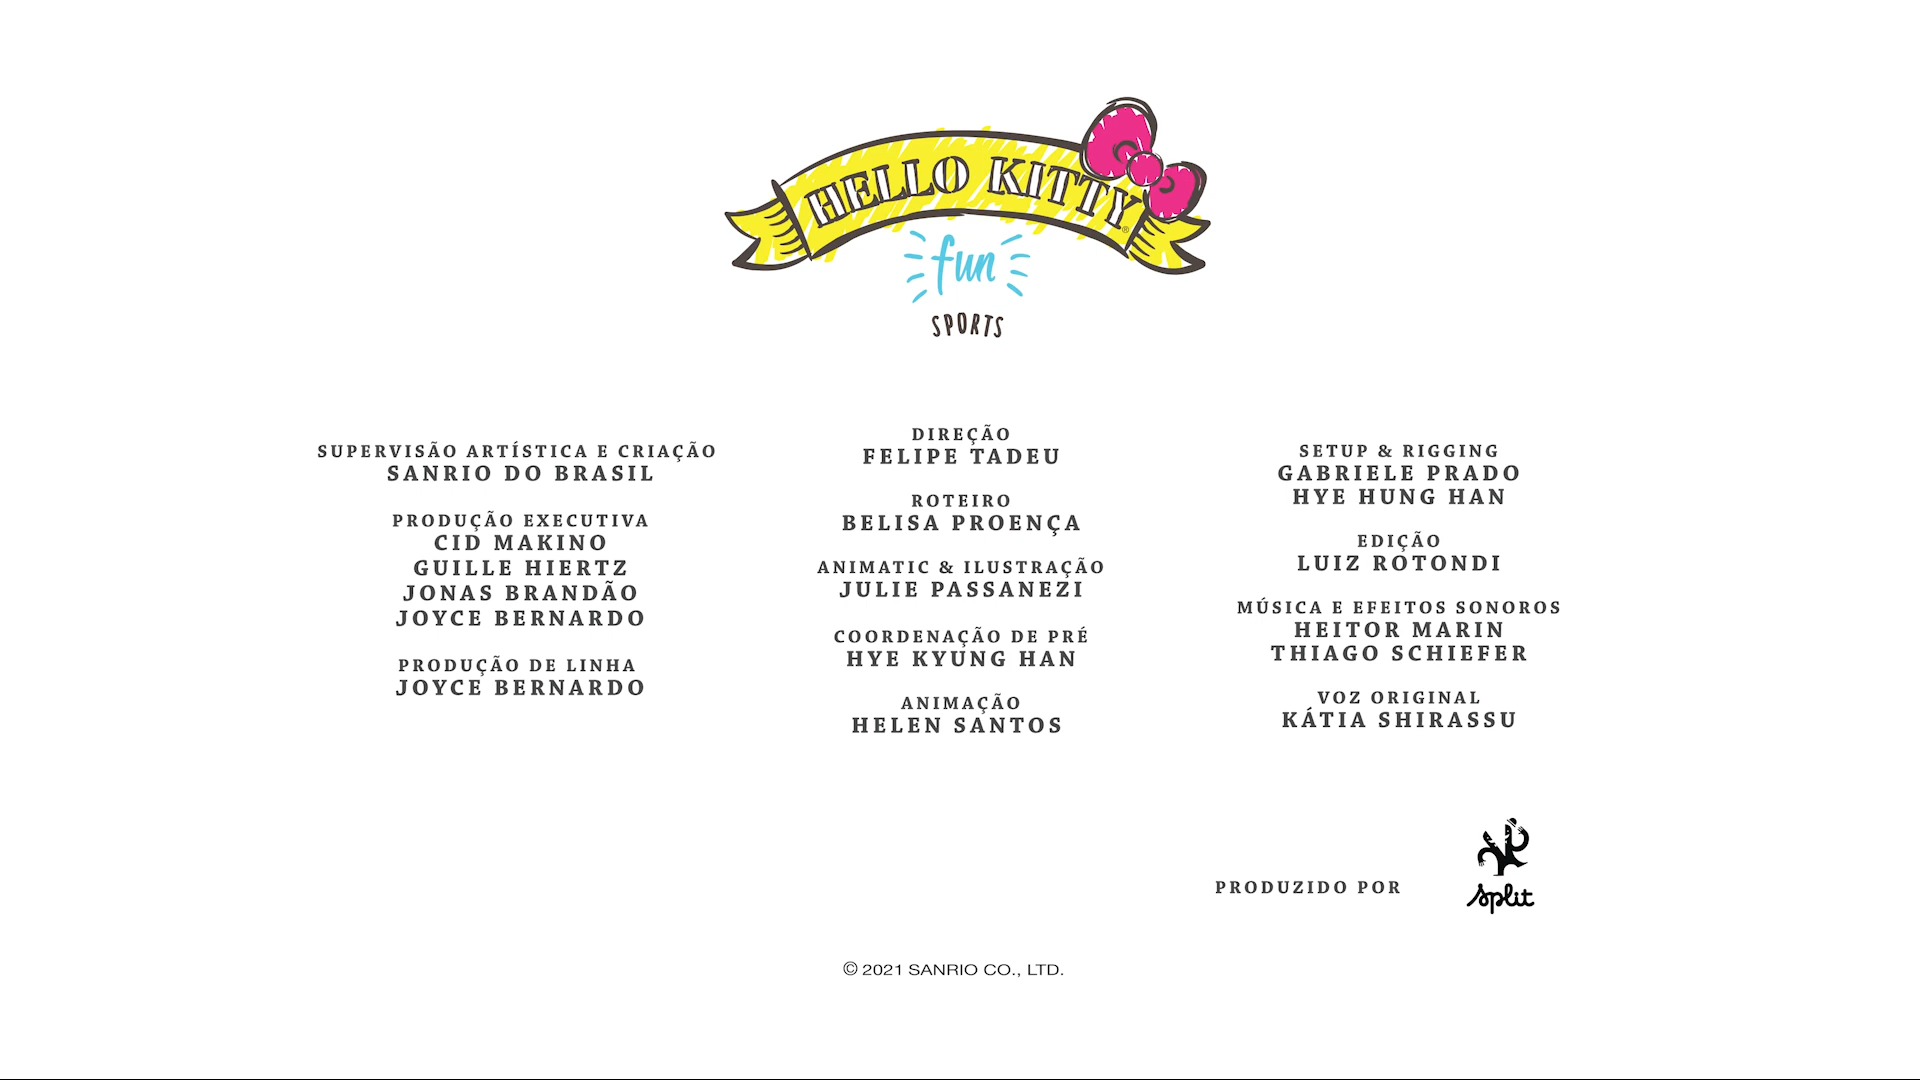 HELLO KITTY®
fun
SPORTS
SUPERVISÃO ARTÍSTICA E CRIAÇÃO
SANRIO DO BRASIL
PRODUÇÃO EXECUTIVA
CID MAKINO
GUILLE HIERTZ
JONAS BRANDÃO
JOYCE BERNARDO
PRODUÇÃO DE LINHA
JOYCE BERNARDO
DIREÇÃO
FELIPE TADEU
ROTEIRO
BELISA PROENÇA
ANIMATIC & ILUSTRAÇÃO
JULIE PASSANEZI
COORDENAÇÃO DE PRÉ
HYE KYUNG HAN
ANIMAÇÃO
HELEN SANTOS
SETUP & RIGGING
GABRIELE PRADO
HYE HUNG HAN
EDIÇÃO
LUIZ ROTONDI
MÚSICA E EFEITOS SONOROS
HEITOR MARIN
THIAGO SCHIEFER
VOZ ORIGINAL
KÁTIA SHIRASSU
PRODUZIDO POR
split
© 2021 SANRIO CO., LTD.